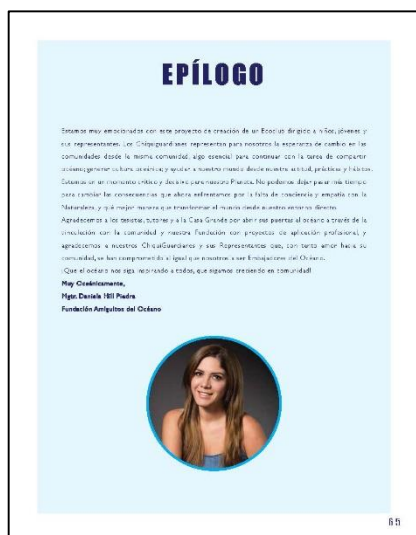 EPÍLOGO
Estamos muy emocionados con este proyecto de creación de un Ecoclub dirigido a niños, jóvenes y
sus representantes. Los Chiquiguardianes representan para nosotros la esperanza de cambio en las
comunidades desde la misma comunidad, algo esencial para continuar con la tarea de compartir
océano; generar cultura oceánica; y ayudar a nuestro mundo desde nuestra actitud, prácticas y hábitos.
Estamos en un momento crítico y decisivo para nuestro Planeta. No podemos dejar pasar más tiempo
para cambiar las consecuencias que ahora enfrentamos por la falta de conciencia y empatía con la
Naturaleza, y qué mejor manera que transformar el mundo desde nuestro entorno directo.
Agradecemos a los tesistas, tutores y a la Casa Grande por abrir sus puertas al océano a través de la
vinculación con la comunidad y nuestra Fundación con proyectos de aplicación profesional, y
agradecemos a nuestros ChiquiGuardianes y sus Representantes que, con tanto amor hacia su
comunidad, se han comprometido al igual que nosotros a ser Embajadores del Océano.
¡Que el océano nos siga inspirando a todos, que sigamos creciendo en comunidad!
Muy Oceánicamente,
Mgtr. Daniela Hill Piedra
Fundación Amiguitos del Océano
65